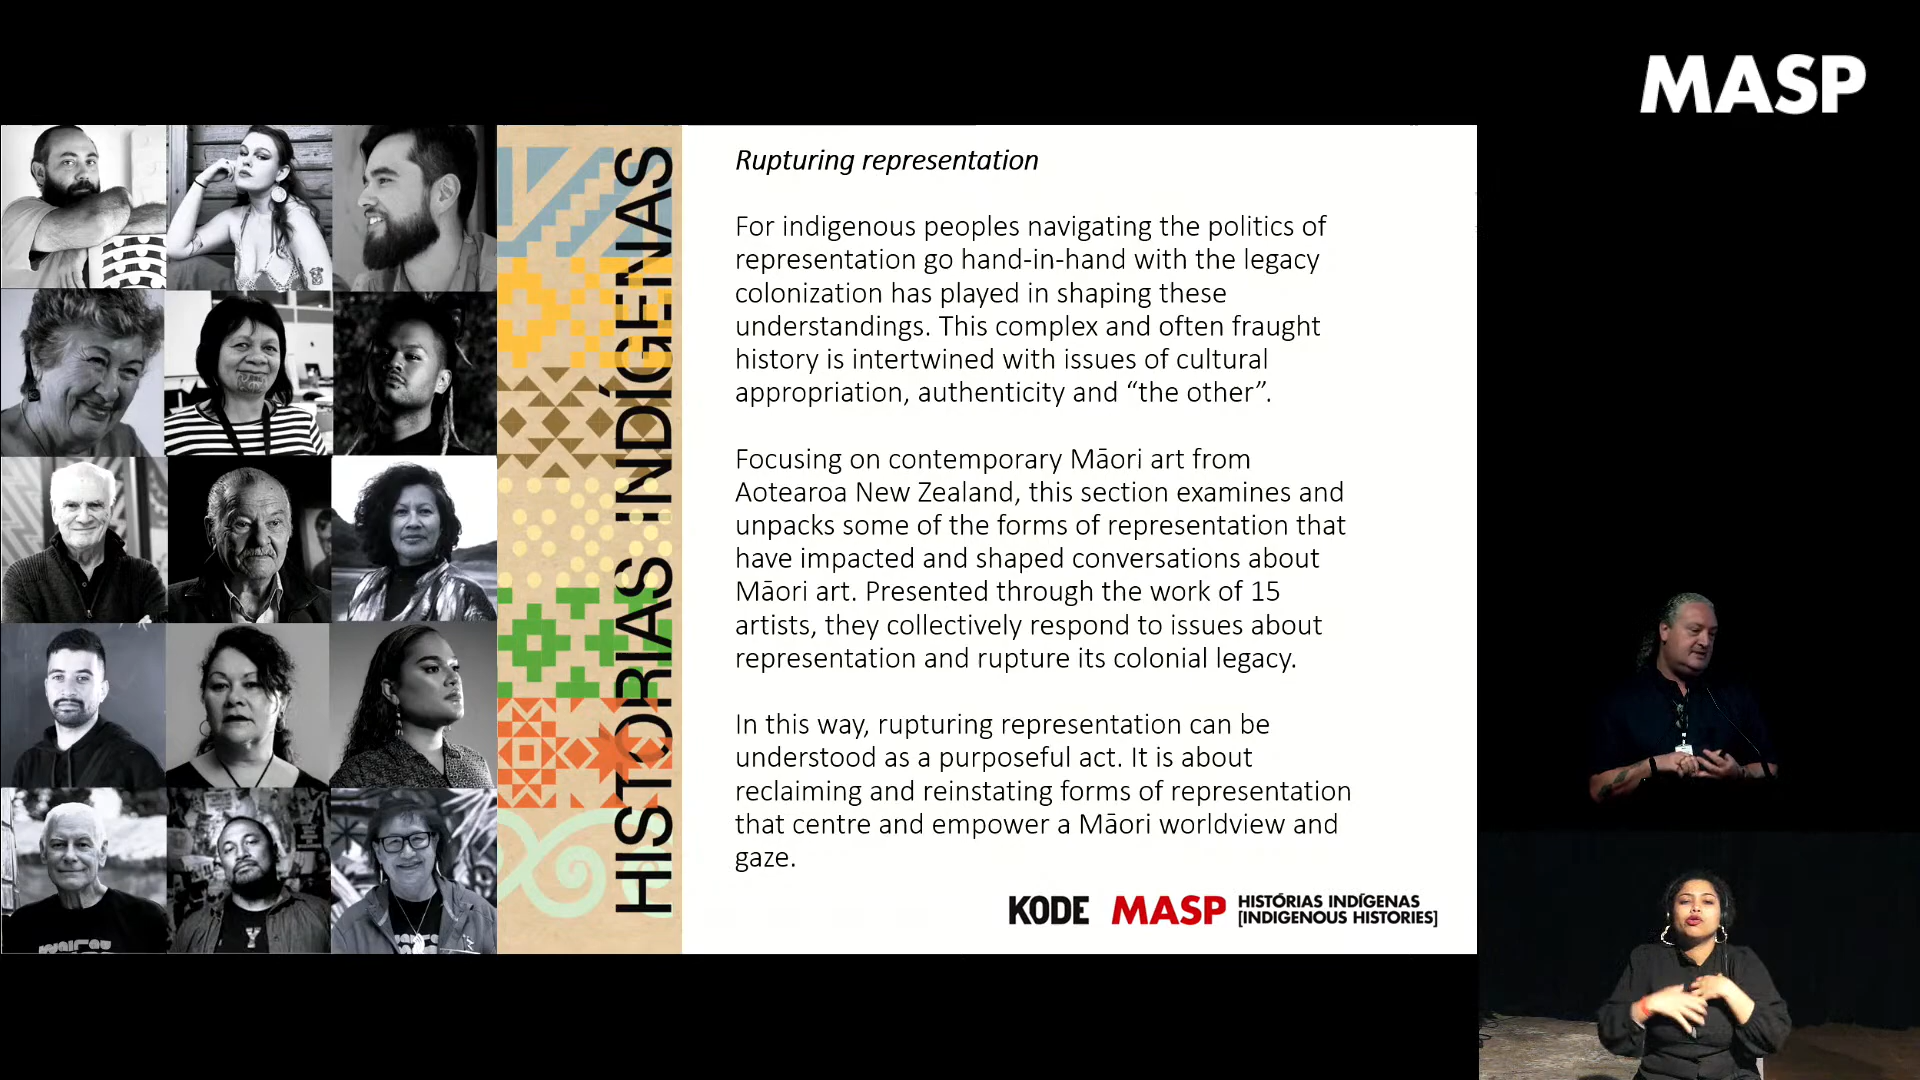 MASP
HISTÓRIAS INDÍGENAS
Rupturing representation
For indigenous peoples navigating the politics of
representation go hand-in-hand with the legacy
colonization has played in shaping these
understandings. This complex and often fraught
history is intertwined with issues of cultural
appropriation, authenticity and “the other”.
Focusing on contemporary Māori art from
Aotearoa New Zealand, this section examines and
unpacks some of the forms of representation that
have impacted and shaped conversations about
Māori art. Presented through the work of 15
artists, they collectively respond to issues about
representation and rupture its colonial legacy.
In this way, rupturing representation can be
understood as a purposeful act. It is about
reclaiming and reinstating forms of representation
that centre and empower a Māori worldview and
gaze.
KODE MASP HISTÓRIAS INDÍGENAS
[INDIGENOUS HISTORIES]